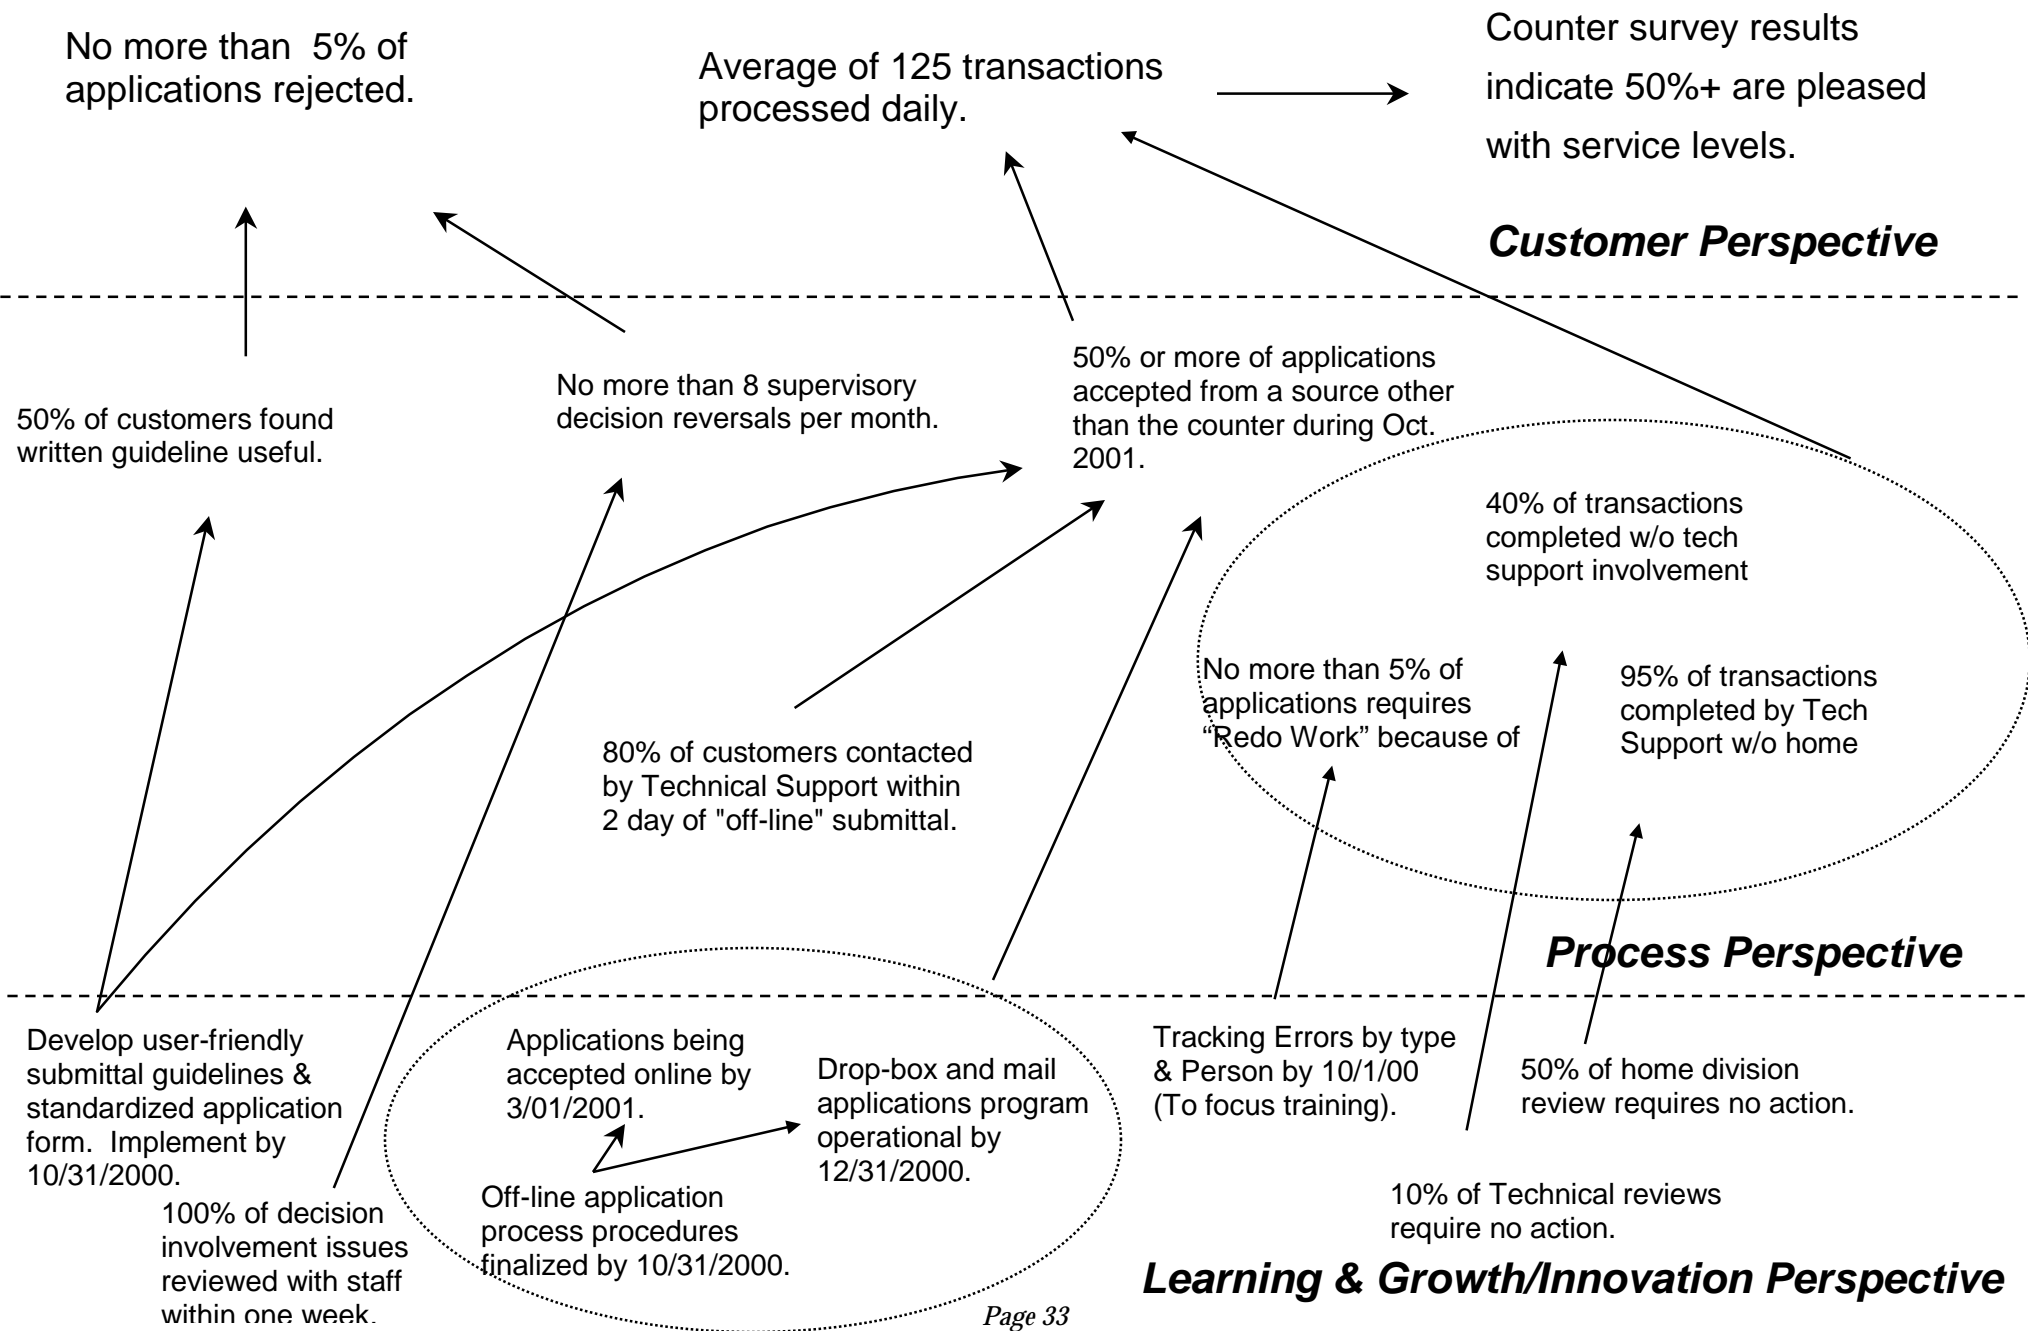 No more than 5% of
applications rejected.
Average of 125 transactions
processed daily.
Counter survey results
indicate 50%+ are pleased
with service levels.
Customer Perspective
50% of customers found
written guideline useful.
No more than 8 supervisory
decision reversals per month.
50% or more of applications
accepted from a source other
than the counter during Oct.
2001.
40% of transactions
completed w/o tech
support involvement
No more than 5% of
applications requires
“Redo Work” because of
95% of transactions
completed by Tech
Support w/o home
80% of customers contacted
by Technical Support within
2 day of "off-line" submittal.
Process Perspective
Develop user-friendly
submittal guidelines &
standardized application
form. Implement by
10/31/2000.
100% of decision
involvement issues
reviewed with staff
within one week.
Applications being
accepted online by
3/01/2001.
Drop-box and mail
applications program
operational by
12/31/2000.
Off-line application
process procedures
finalized by 10/31/2000.
Tracking Errors by type
& Person by 10/1/00
(To focus training).
50% of home division
review requires no action.
10% of Technical reviews
require no action.
Learning & Growth/Innovation Perspective
Page 33